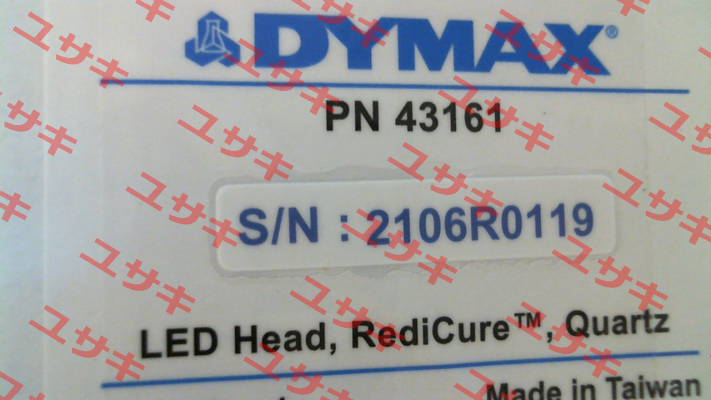 DYMAX®
PN 43161
S/N : 2106R0119
LED Head, RediCure™, Quartz
Made in Taiwan
ユサキ